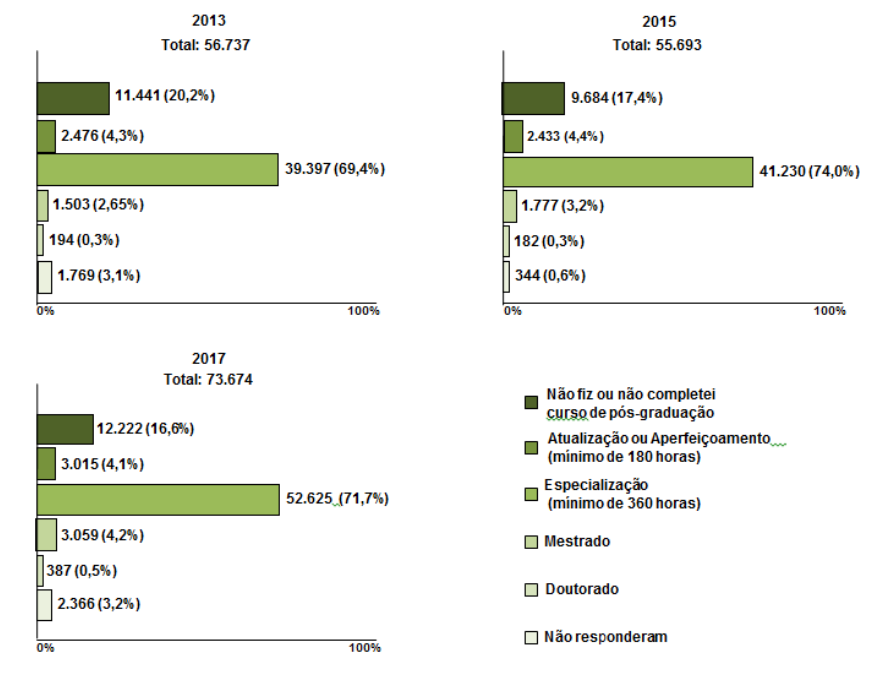 2013
Total: 56.737
11.441 (20,2%)
2.476 (4,3%)
39.397 (69,4%)
1.503 (2,65%)
194 (0,3%)
1.769 (3,1%)
0%
100%
2015
Total: 55.693
9.684 (17,4%)
2.433 (4,4%)
41.230 (74,0%)
1.777 (3,2%)
182 (0,3%)
344 (0,6%)
0%
100%
2017
Total: 73.674
12.222 (16,6%)
3.015 (4,1%)
52.625 (71,7%)
3.059 (4,2%)
387 (0,5%)
2.366 (3,2%)
0%
100%
Não fiz ou não completei
curso de pós-graduação
Atualização ou Aperfeiçoamento
(mínimo de 180 horas)
Especialização
(mínimo de 360 horas)
Mestrado
Doutorado
Não responderam